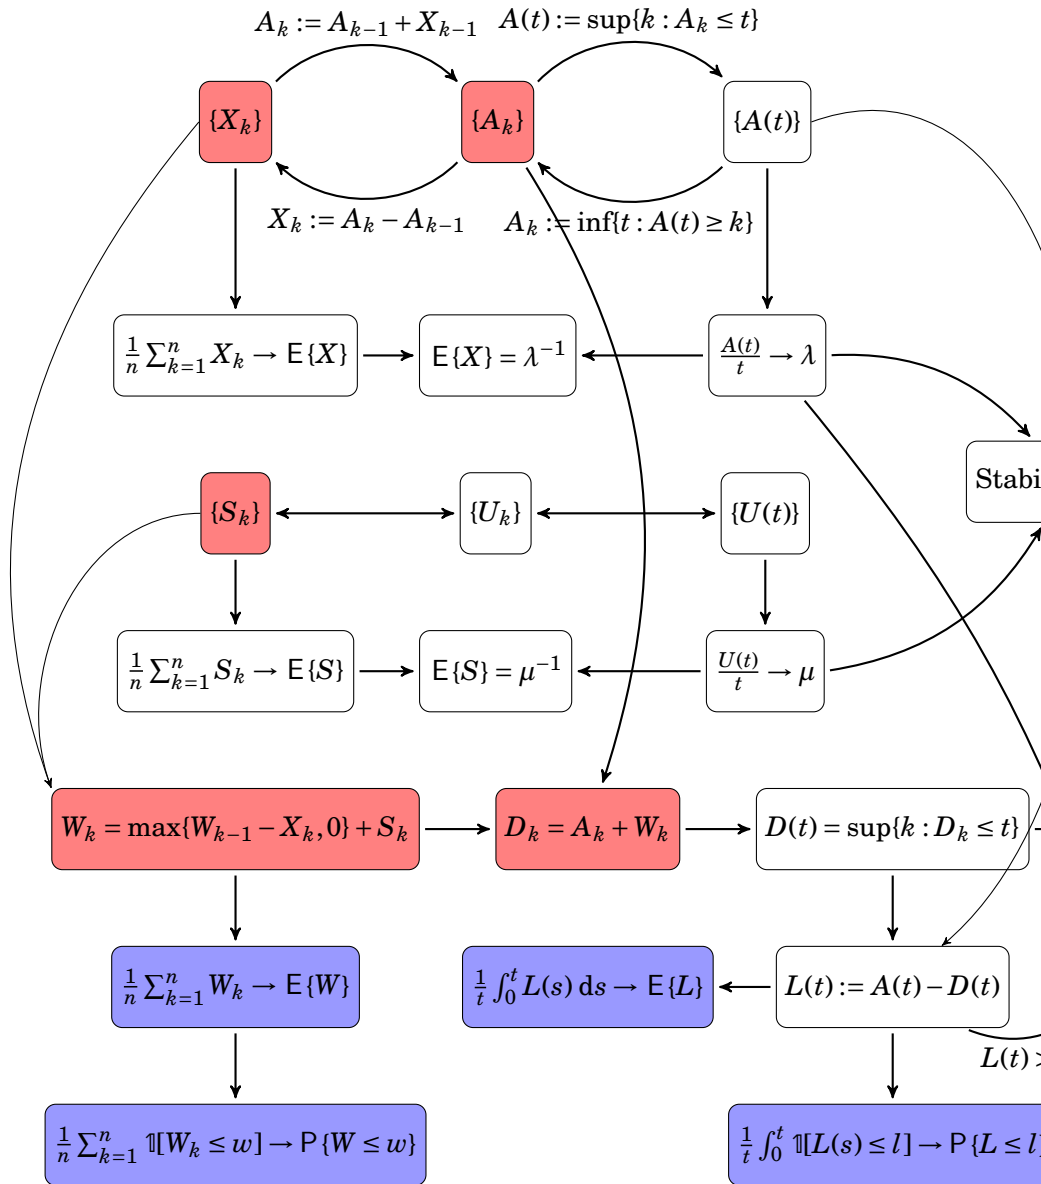 A_k := A_{k−1} + X_{k−1}
A(t) := sup{k : A_k ≤ t}
{X_k}
{A_k}
{A(t)}
X_k := A_k − A_{k−1}
A_k := inf{t : A(t) ≥ k}
1/n ∑_{k=1}^n X_k → E{X}
E{X} = λ^{−1}
A(t)/t → λ
Stabi
{S_k}
{U_k}
{U(t)}
1/n ∑_{k=1}^n S_k → E{S}
E{S} = μ^{−1}
U(t)/t → μ
W_k = max{W_{k−1} − X_k, 0} + S_k
D_k = A_k + W_k
D(t) = sup{k : D_k ≤ t}
1/n ∑_{k=1}^n W_k → E{W}
1/t ∫_0^t L(s) ds → E{L}
L(t) := A(t) − D(t)
L(t) >
1/n ∑_{k=1}^n 𝟙[W_k ≤ w] → P{W ≤ w}
1/t ∫_0^t 𝟙[L(s) ≤ l] → P{L ≤ l}